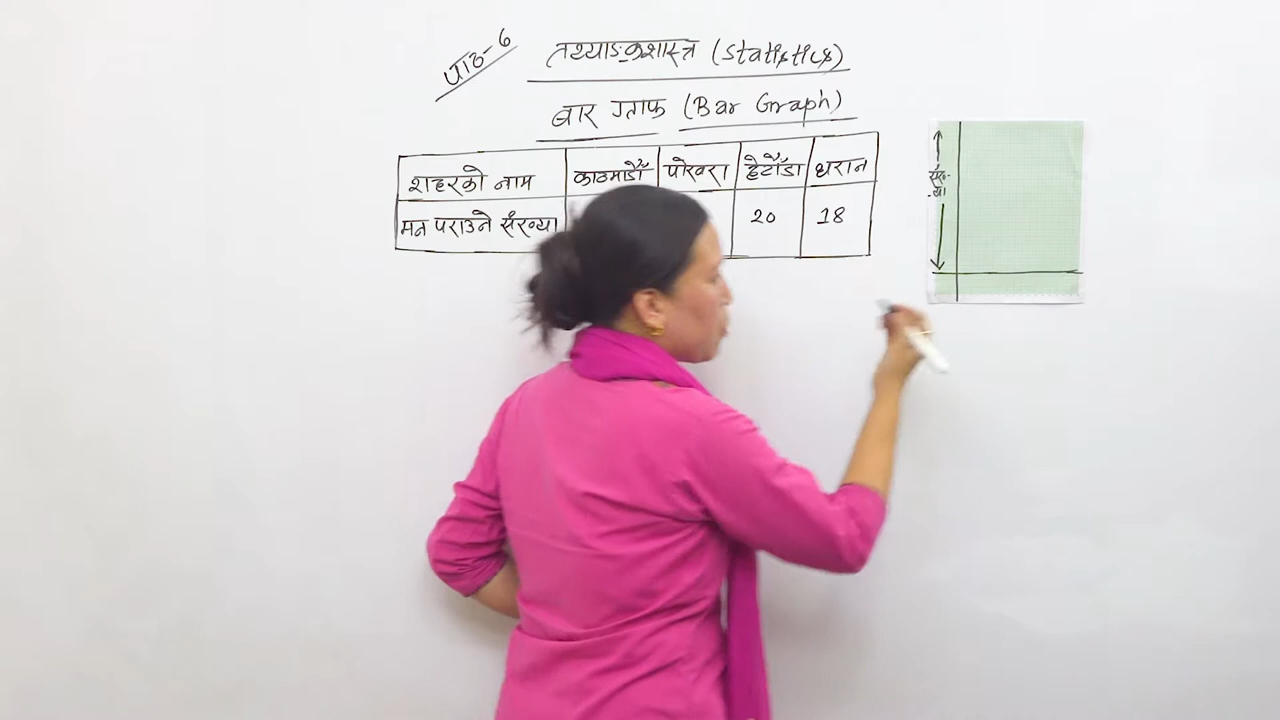 पाठ-6
तथ्याङ्कशास्त्र (Statistics)
बार ग्राफ (Bar Graph)
शहरको नाम काठमाडौँ पोखरा हेटौँडा धरान
मन पराउने संख्या 20 18
संख्या